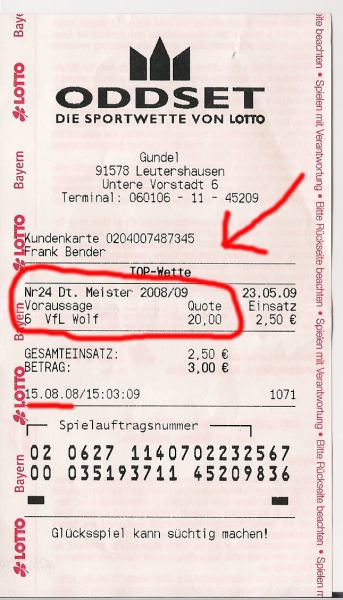 ODDSET
DIE SPORTWETTE VON LOTTO
Gundel
91578 Leutershausen
Untere Vorstadt 6
Terminal: 060106 - 11 - 45209
Kundenkarte 0204007487345
Frank Bender
TOP-Wette
Nr24 Dt. Meister 2008/09 23.05.09
Voraussage Quote Einsatz
6 VfL Wolf 20,00 2,50 €
GESAMTEINSATZ: 2,50 €
BETRAG: 3,00 €
15.08.08/15:03:09 1071
Spielauftragsnummer
02 0627 1140702232567
00 035193711 45209836
Glücksspiel kann süchtig machen!
LOTTO Bayern LOTTO Bayern LOTTO Bayern LOTTO Bayern
seite beachten • Spielen mit Verantwortung • Bitte Rückseite beachten • Spielen mit Verantwortung • Bitte Rückseite beachten